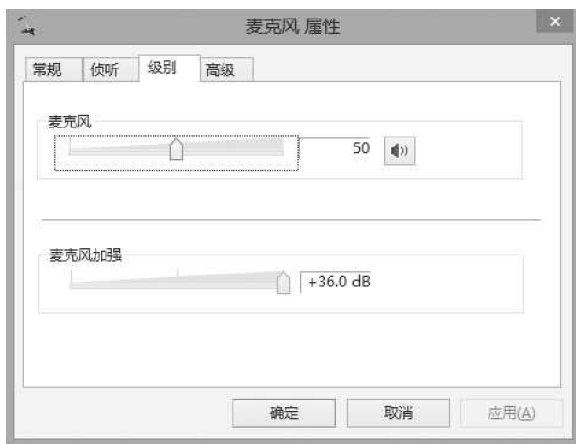 麦克风 属性
常规 侦听 级别 高级
麦克风
50
麦克风加强
+36.0 dB
确定 取消 应用(A)